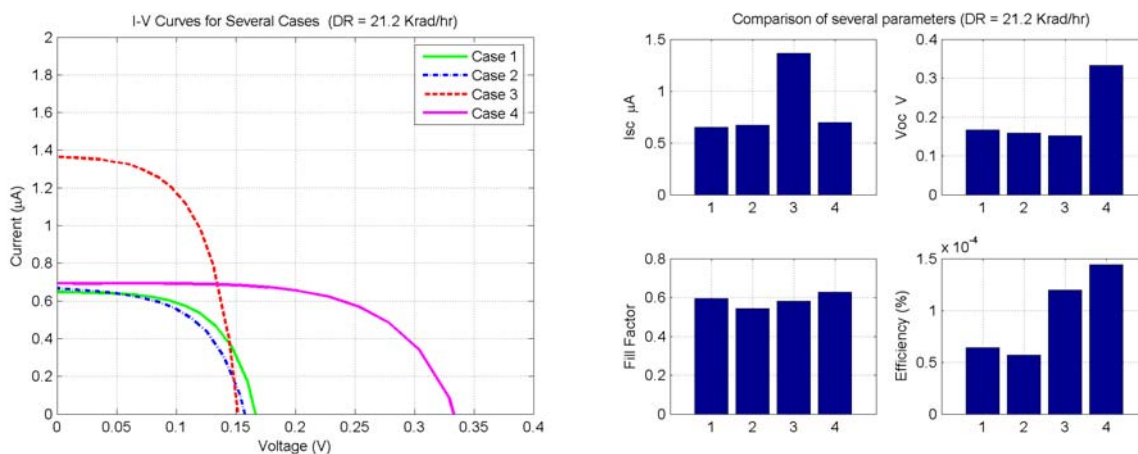 I-V Curves for Several Cases (DR = 21.2 Krad/hr)
2
1.8
1.6
1.4
1.2
1
0.8
0.6
0.4
0.2
0
Current (μA)
Case 1
Case 2
Case 3
Case 4
0 0.05 0.1 0.15 0.2 0.25 0.3 0.35 0.4
Voltage (V)
Comparison of several parameters (DR = 21.2 Krad/hr)
1.5
1
0.5
0
Isc μA
1 2 3 4
0.4
0.3
0.2
0.1
0
Voc V
1 2 3 4
0.8
0.6
0.4
0.2
0
Fill Factor
1 2 3 4
x 10-4
1.5
1
0.5
0
Efficiency (%)
1 2 3 4